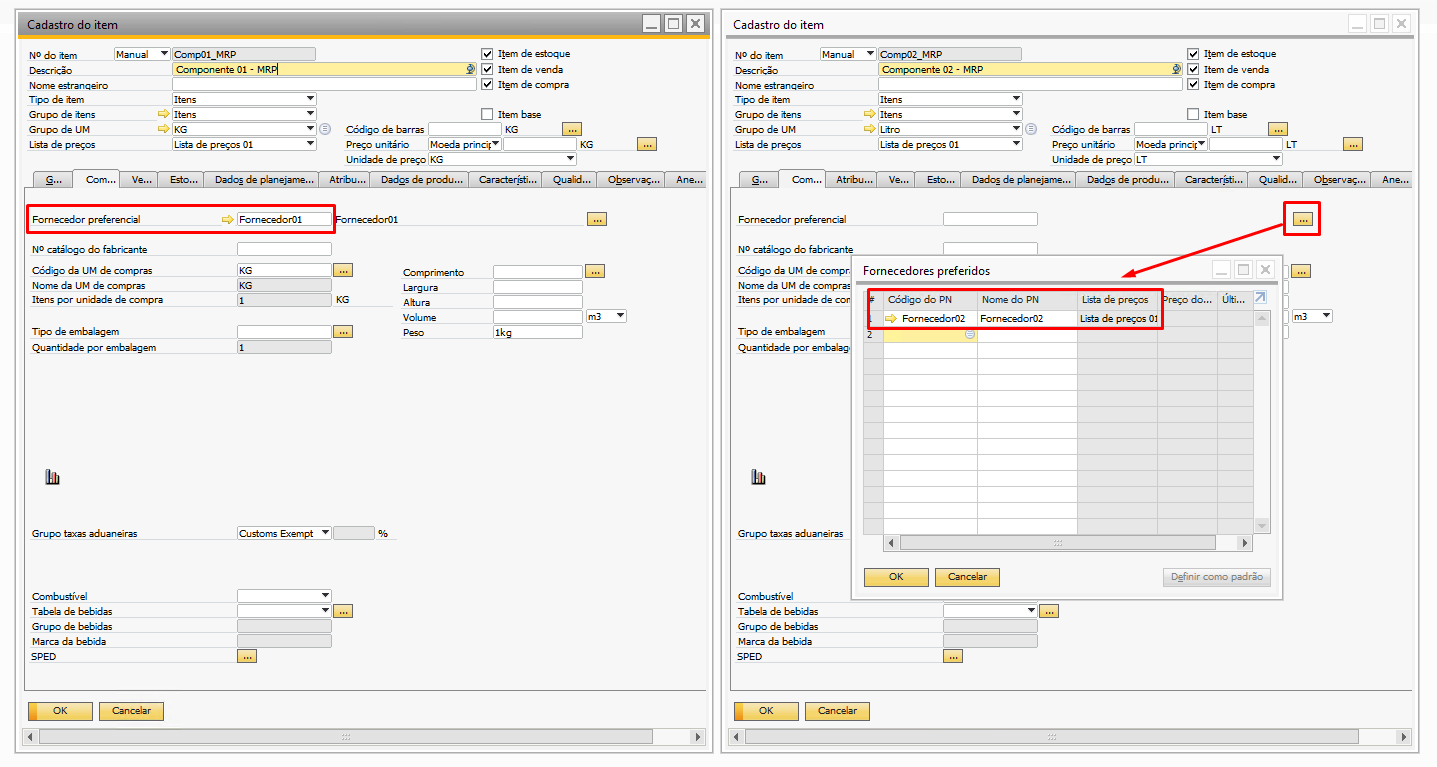 Cadastro do item
Nº do item Manual Comp01_MRP Item de estoque
Descrição Componente 01 - MRP Item de venda
Nome estrangeiro Item de compra
Tipo de item Itens
Grupo de itens Itens Item base
Grupo de UM KG Código de barras KG ...
Lista de preços Lista de preços 01 Preço unitário Moeda princip KG ...
Unidade de preço KG
G... Com... Ve... Esto... Dados de planejame... Atribu... Dados de produ... Característi... Qualid... Observaç... Ane...
Fornecedor preferencial Fornecedor01 Fornecedor01 ...
Nº catálogo do fabricante
Código da UM de compras KG ... Comprimento ...
Nome da UM de compras KG Largura
Itens por unidade de compra 1 KG Altura
Volume m3
Tipo de embalagem ... Peso 1kg
Quantidade por embalagem 1
Grupo taxas aduaneiras Customs Exempt %
Combustível
Tabela de bebidas ...
Grupo de bebidas
Marca da bebida
SPED ...
OK Cancelar
Cadastro do item
Nº do item Manual Comp02_MRP Item de estoque
Descrição Componente 02 - MRP Item de venda
Nome estrangeiro Item de compra
Tipo de item Itens
Grupo de itens Itens Item base
Grupo de UM Litro Código de barras LT ...
Lista de preços Lista de preços 01 Preço unitário Moeda princip LT ...
Unidade de preço LT
G... Com... Atribu... Ve... Esto... Dados de planejame... Dados de produ... Característi... Qualid... Observaç... Ane...
Fornecedor preferencial ...
Nº catálogo do fabricante
Código da UM de compra ...
Nome da UM de compras
Itens por unidade de com
m3
Tipo de embalagem
Quantidade por embalag
Fornecedores preferidos
# Código do PN Nome do PN Lista de preços Preço do... Últi...
1 Fornecedor02 Fornecedor02 Lista de preços 01
2
OK Cancelar Definir como padrão
Grupo taxas aduaneiras
Combustível
Tabela de bebidas ...
Grupo de bebidas
Marca da bebida
SPED ...
OK Cancelar